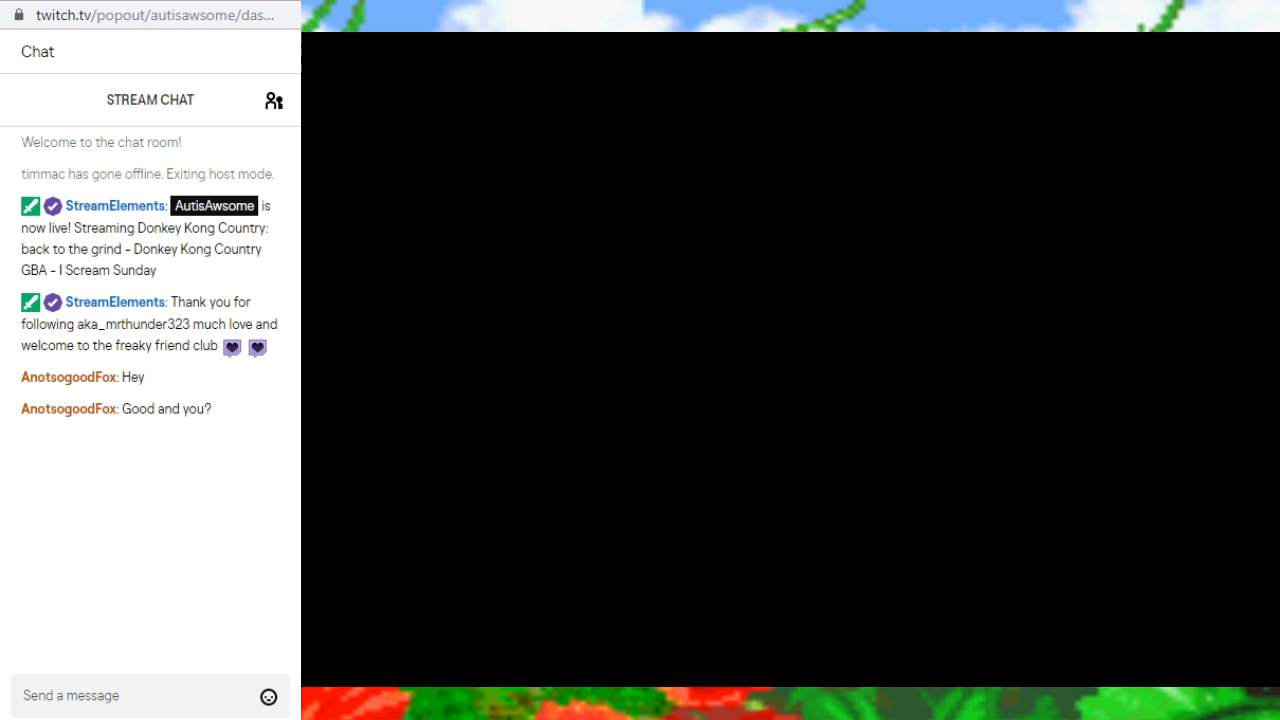 twitch.tv/popout/autisawsome/das...
Chat
STREAM CHAT
Welcome to the chat room!
timmac has gone offline. Exiting host mode.
StreamElements: AutisAwsome is
now live! Streaming Donkey Kong Country:
back to the grind - Donkey Kong Country
GBA - I Scream Sunday
StreamElements: Thank you for
following aka_mrthunder323 much love and
welcome to the freaky friend club
AnotsogoodFox: Hey
AnotsogoodFox: Good and you?
Send a message